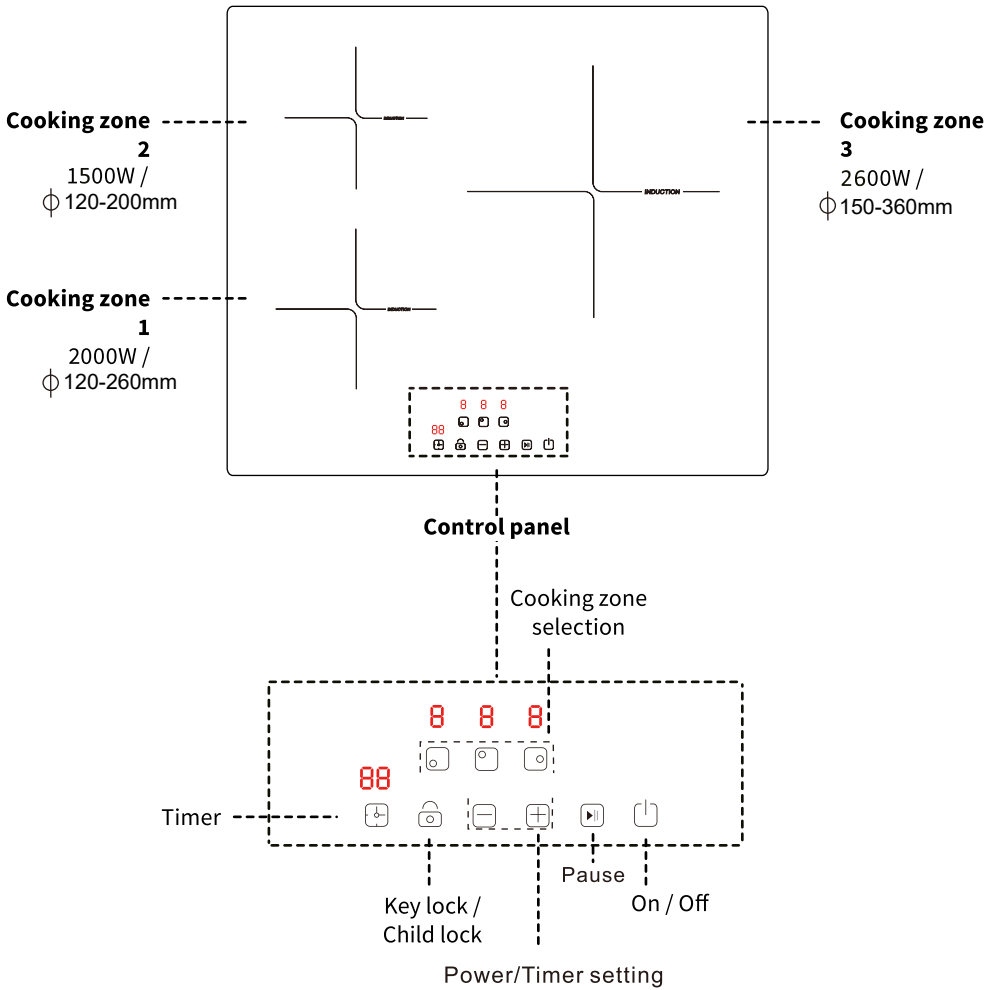 Cooking zone
2
1500W /
⌀ 120-200mm
INDUCTION
Cooking zone
3
2600W /
⌀ 150-360mm
INDUCTION
Cooking zone
1
2000W /
⌀ 120-260mm
INDUCTION
8 8 8
88
Control panel
Cooking zone
selection
8 8 8
88
Timer
Pause
Key lock /
Child lock
On / Off
Power/Timer setting